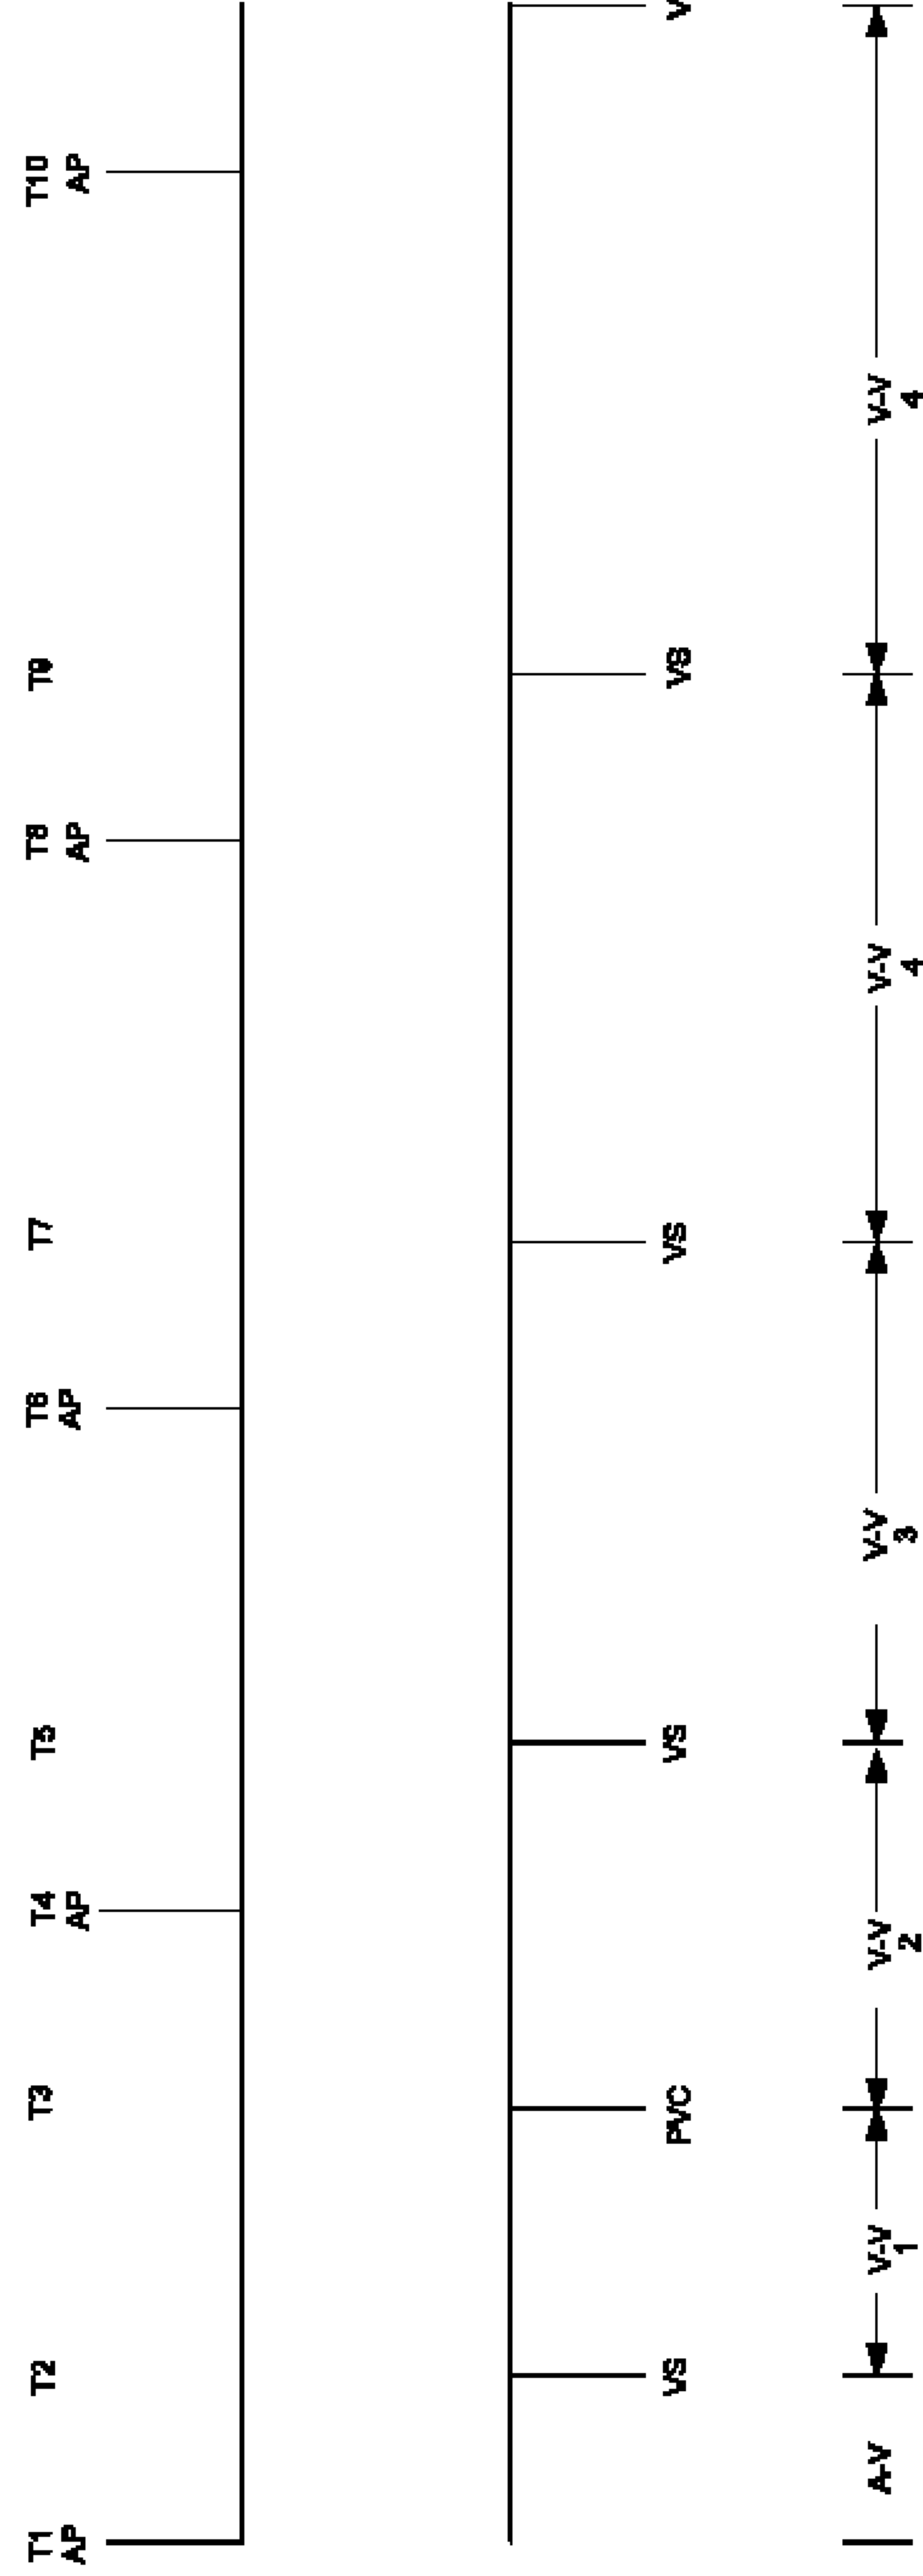 T1 T2 T3 T4 T5 T6 T7 T8 T9 T10
AP AP AP AP AP
VS PVC VS VS VS V
A-V V-V V-V V-V V-V V-V
1 2 3 4 4